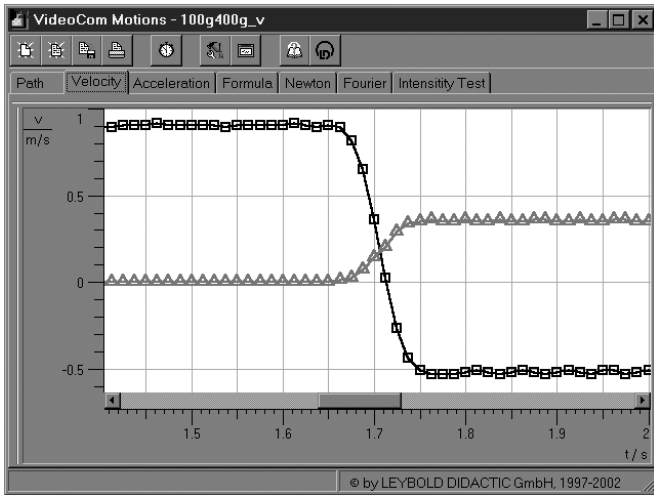 VideoCom Motions - 100g400g_v
Path Velocity Acceleration Formula Newton Fourier Intensitity Test
v
m/s
1
0.5
0
-0.5
1.5 1.6 1.7 1.8 1.9 2
t / s
© by LEYBOLD DIDACTIC GmbH, 1997-2002